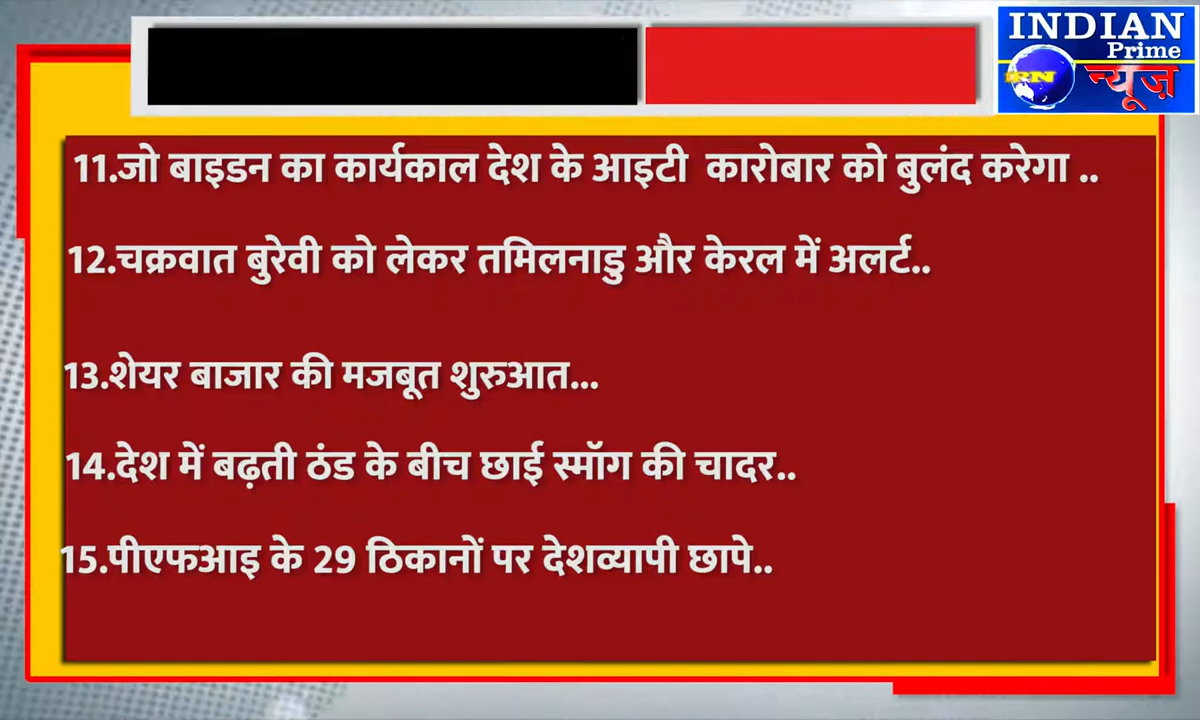 INDIAN
Prime
न्यूज़
11.जो बाइडन का कार्यकाल देश के आइटी कारोबार को बुलंद करेगा ..
12.चक्रवात बुरेवी को लेकर तमिलनाडु और केरल में अलर्ट..
13.शेयर बाजार की मजबूत शुरुआत...
14.देश में बढ़ती ठंड के बीच छाई स्मॉग की चादर..
15.पीएफआइ के 29 ठिकानों पर देशव्यापी छापे..